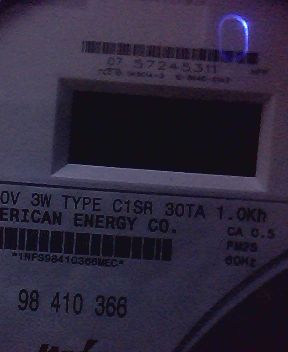 07 57245311
0V 3W TYPE C1SR 30TA 1.0Kh
ERICAN ENERGY CO.
CA 0.5
FM2S
60Hz
*1NFS98410366MEC*
98 410 366